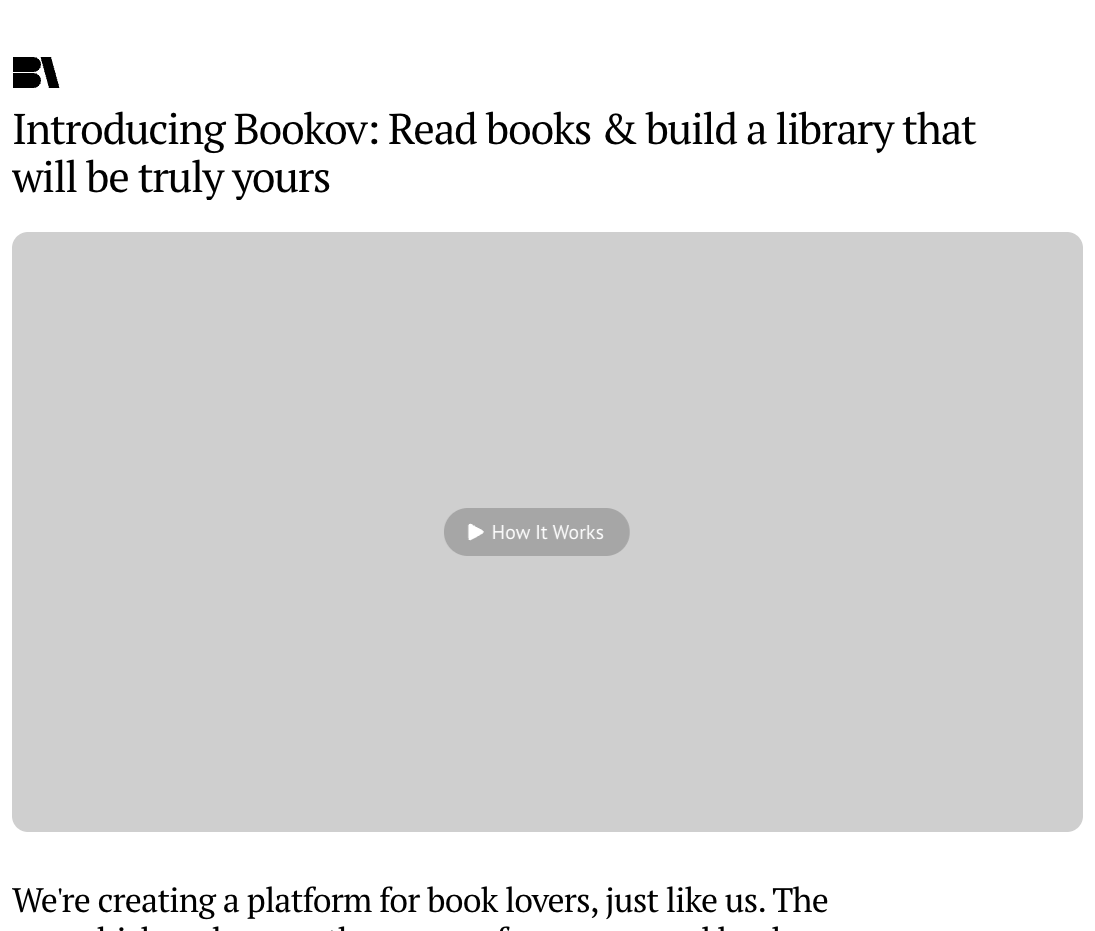 Introducing Bookov: Read books & build a library that
will be truly yours
How It Works
We're creating a platform for book lovers, just like us. The